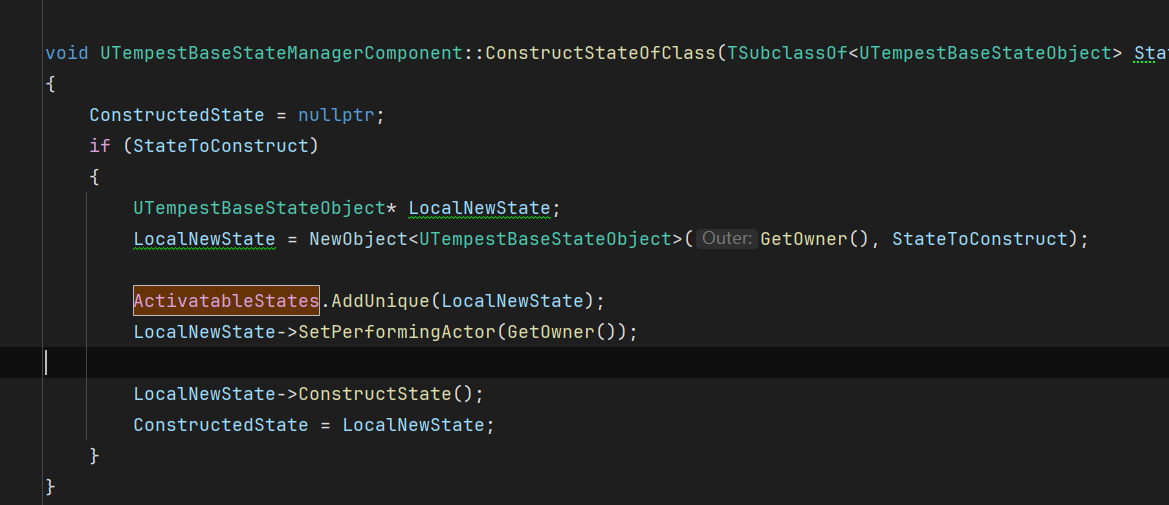 void UTempestBaseStateManagerComponent::ConstructStateOfClass(TSubclassOf<UTempestBaseStateObject> Sta
{
ConstructedState = nullptr;
if (StateToConstruct)
{
UTempestBaseStateObject* LocalNewState;
LocalNewState = NewObject<UTempestBaseStateObject>( Outer: GetOwner(), StateToConstruct);
ActivatableStates.AddUnique(LocalNewState);
LocalNewState->SetPerformingActor(GetOwner());
LocalNewState->ConstructState();
ConstructedState = LocalNewState;
}
}